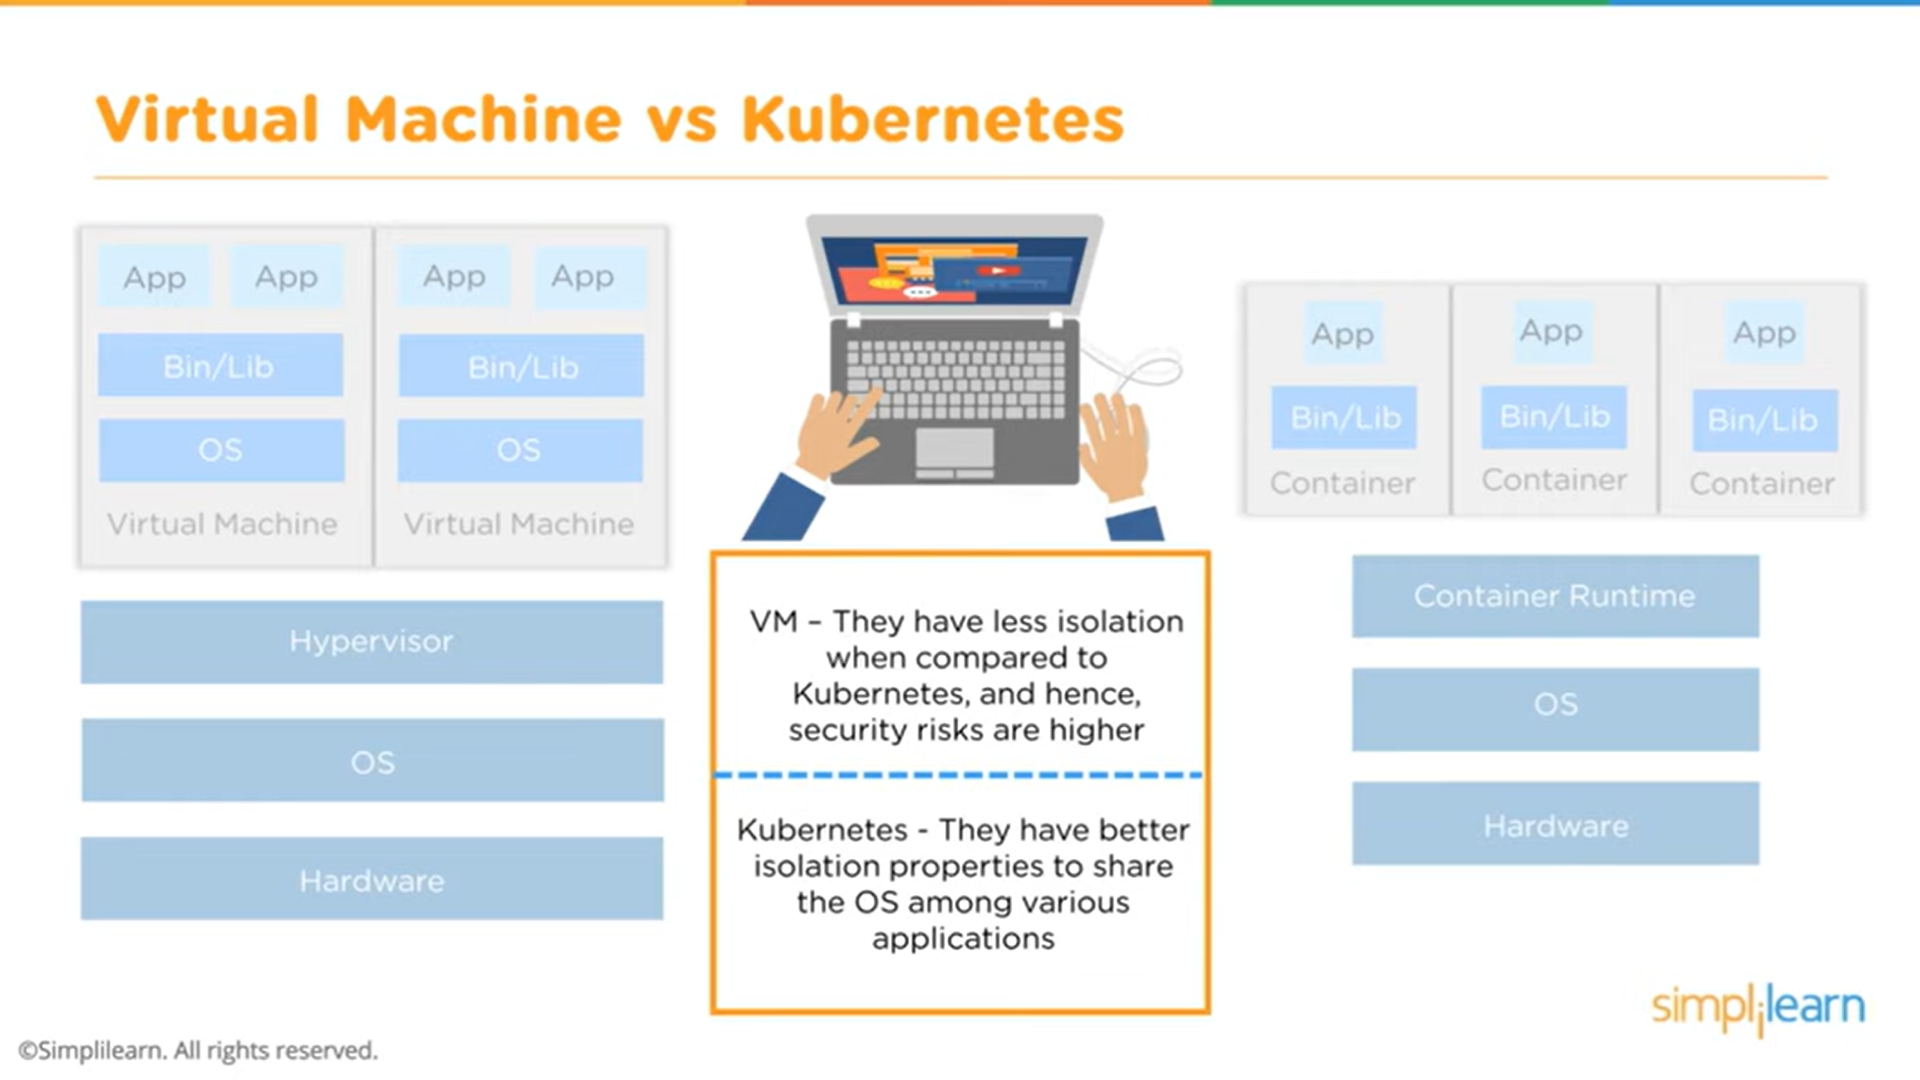 Virtual Machine vs Kubernetes
App
App
Bin/Lib
OS
Virtual Machine
App
App
Bin/Lib
OS
Virtual Machine
Hypervisor
OS
Hardware
VM – They have less isolation
when compared to
Kubernetes, and hence,
security risks are higher
Kubernetes - They have better
isolation properties to share
the OS among various
applications
App
Bin/Lib
Container
App
Bin/Lib
Container
App
Bin/Lib
Container
Container Runtime
OS
Hardware
simplilearn
©Simplilearn. All rights reserved.